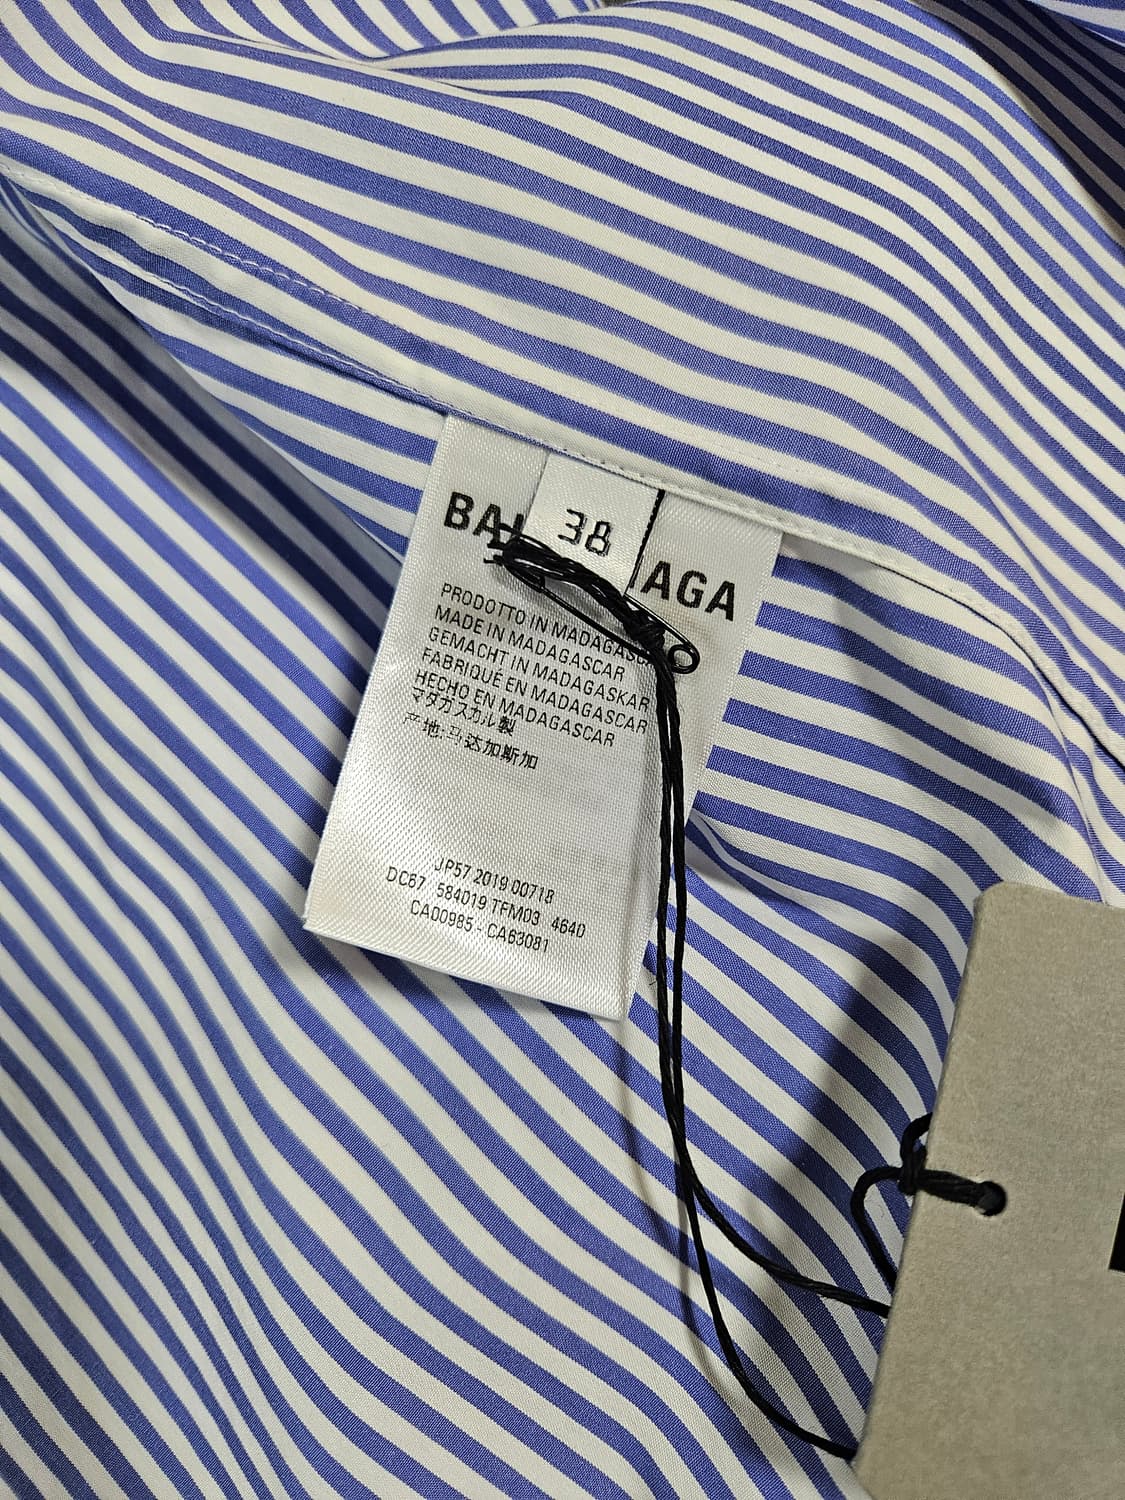 BAL
38
AGA
PRODOTTO IN MADAGASC
MADE IN MADAGASCAR
GEMACHT IN MADAGASKAR
FABRIQUÉ EN MADAGASCAR
HECHO EN MADAGASCAR
マダガスカル製
产地:马达加斯加
JP57 2019 00718
DC67 584019 TFM03 4640
CA00985 - CA63081